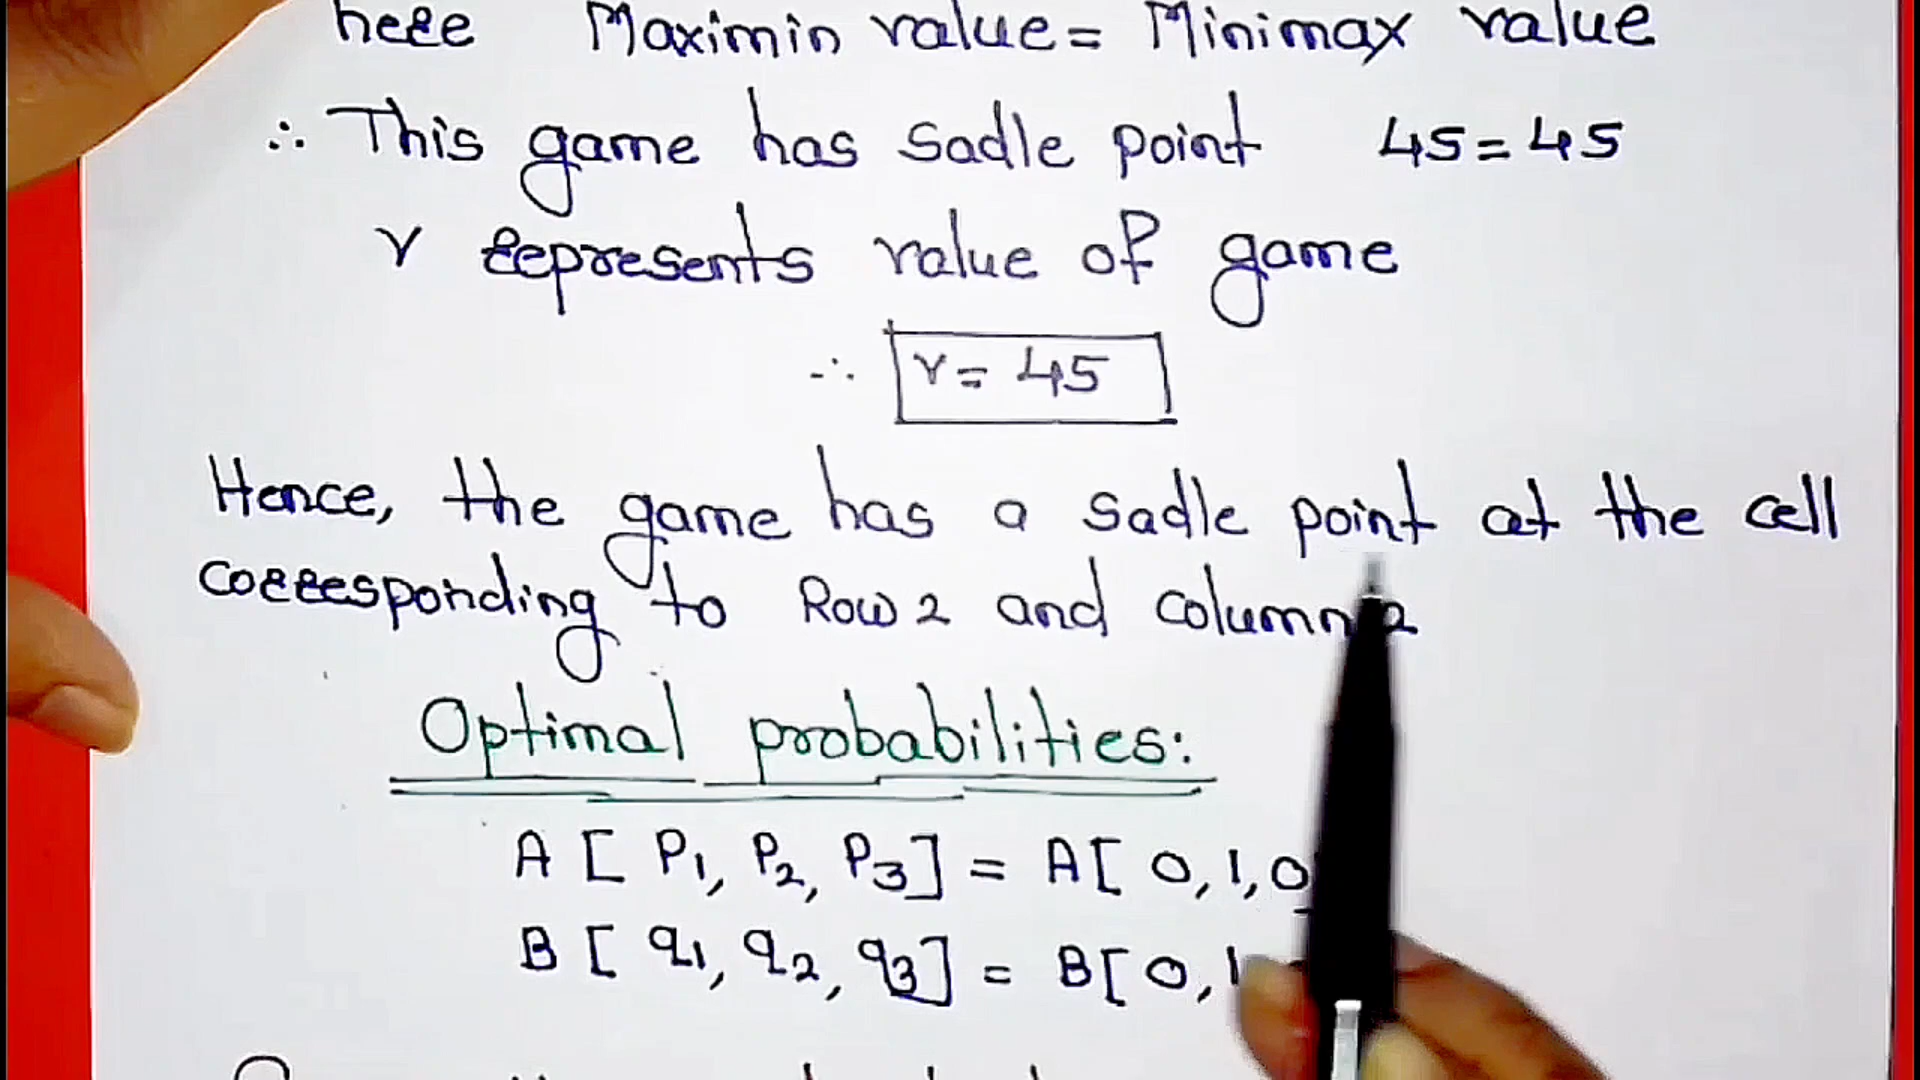 here Maximin value = Minimax value
∴ This game has Sadle point 45 = 45
V represents value of game
∴ V = 45
Hence, the game has a Sadle point at the cell
corresponding to Row 2 and column 2
Optimal probabilities:
A [ P1, P2, P3 ] = A [ 0, 1, 0
B [ q1, q2, q3 ] = B [ 0, 1